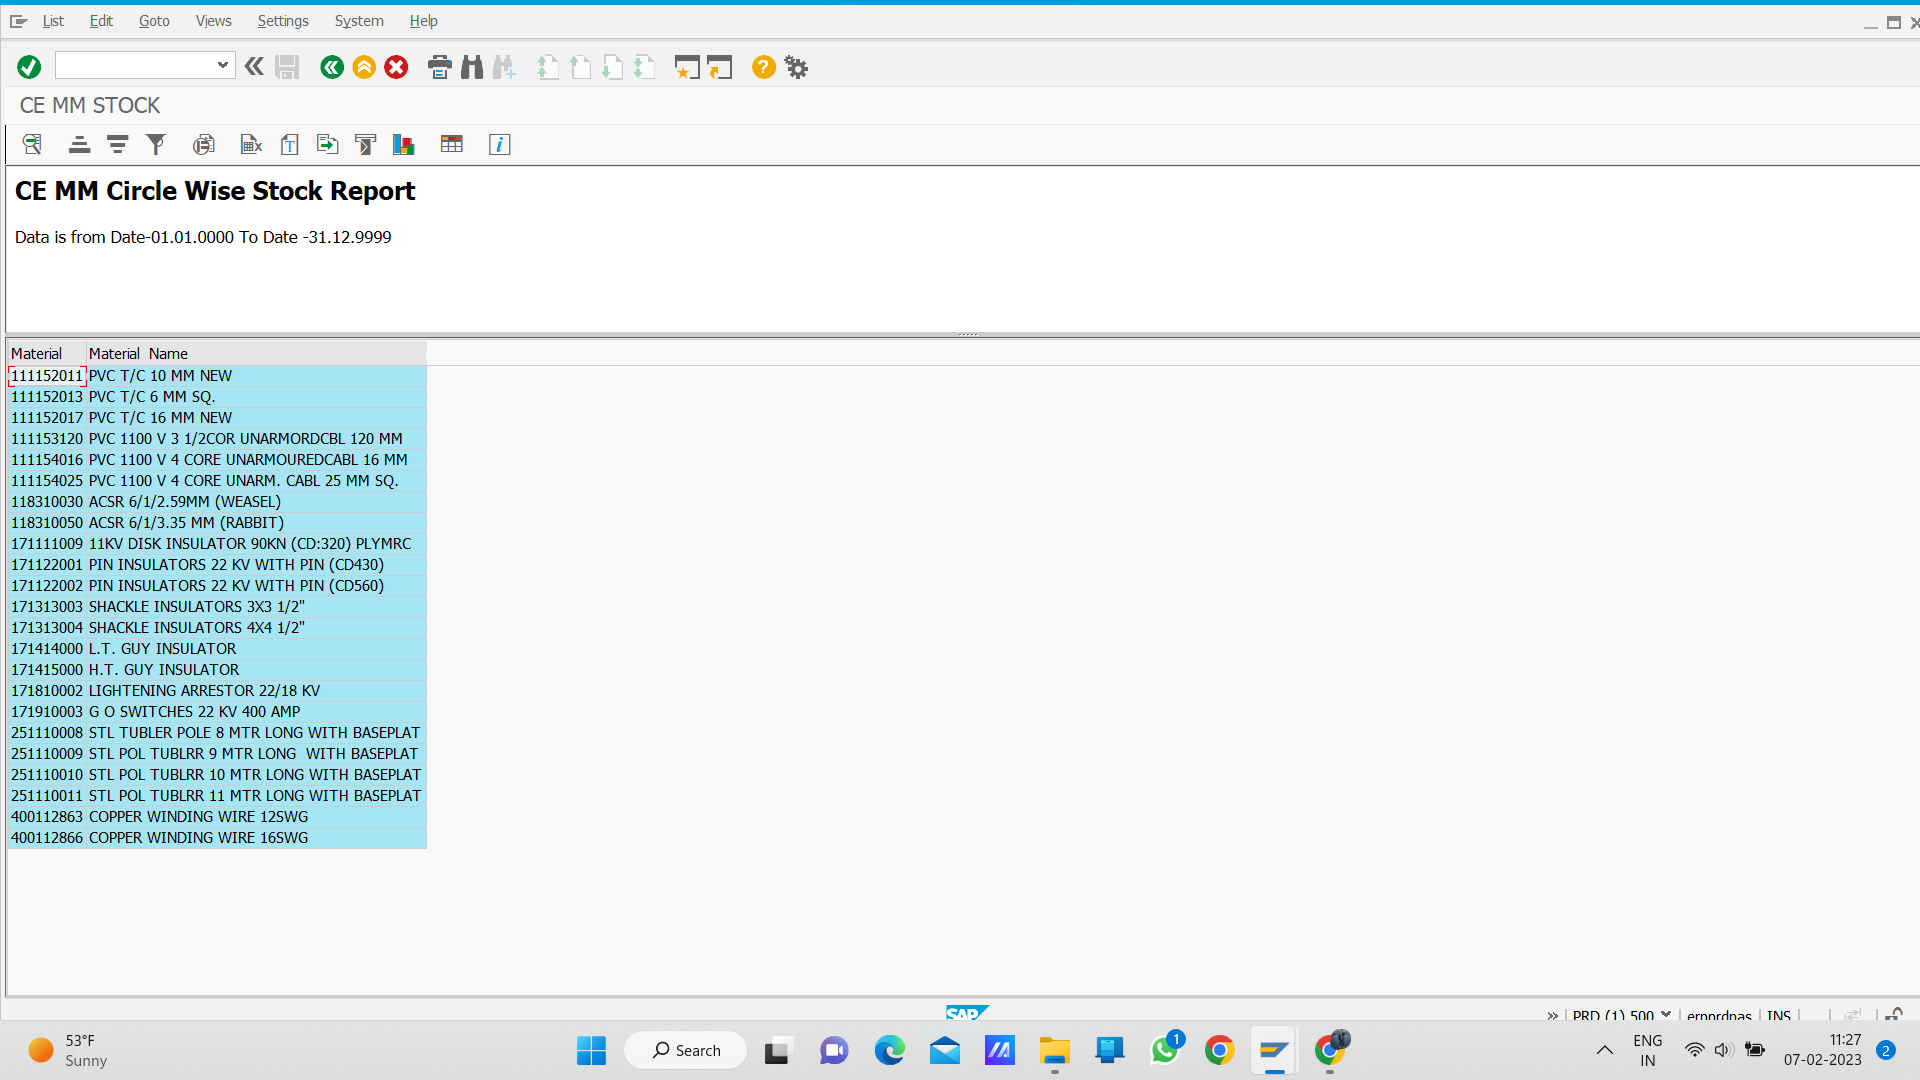 List Edit Goto Views Settings System Help
CE MM STOCK
CE MM Circle Wise Stock Report
Data is from Date-01.01.0000 To Date -31.12.9999
Material Material Name
111152011 PVC T/C 10 MM NEW
111152013 PVC T/C 6 MM SQ.
111152017 PVC T/C 16 MM NEW
111153120 PVC 1100 V 3 1/2COR UNARMORDCBL 120 MM
111154016 PVC 1100 V 4 CORE UNARMOUREDCABL 16 MM
111154025 PVC 1100 V 4 CORE UNARM. CABL 25 MM SQ.
118310030 ACSR 6/1/2.59MM (WEASEL)
118310050 ACSR 6/1/3.35 MM (RABBIT)
171111009 11KV DISK INSULATOR 90KN (CD:320) PLYMRC
171122001 PIN INSULATORS 22 KV WITH PIN (CD430)
171122002 PIN INSULATORS 22 KV WITH PIN (CD560)
171313003 SHACKLE INSULATORS 3X3 1/2"
171313004 SHACKLE INSULATORS 4X4 1/2"
171414000 L.T. GUY INSULATOR
171415000 H.T. GUY INSULATOR
171810002 LIGHTENING ARRESTOR 22/18 KV
171910003 G O SWITCHES 22 KV 400 AMP
251110008 STL TUBLER POLE 8 MTR LONG WITH BASEPLAT
251110009 STL POL TUBLRR 9 MTR LONG  WITH BASEPLAT
251110010 STL POL TUBLRR 10 MTR LONG WITH BASEPLAT
251110011 STL POL TUBLRR 11 MTR LONG WITH BASEPLAT
400112863 COPPER WINDING WIRE 12SWG
400112866 COPPER WINDING WIRE 16SWG
SAP
PRD (1) 500 ernprdpas INS
53°F
Sunny
Search
1
ENG
IN
11:27
07-02-2023
2